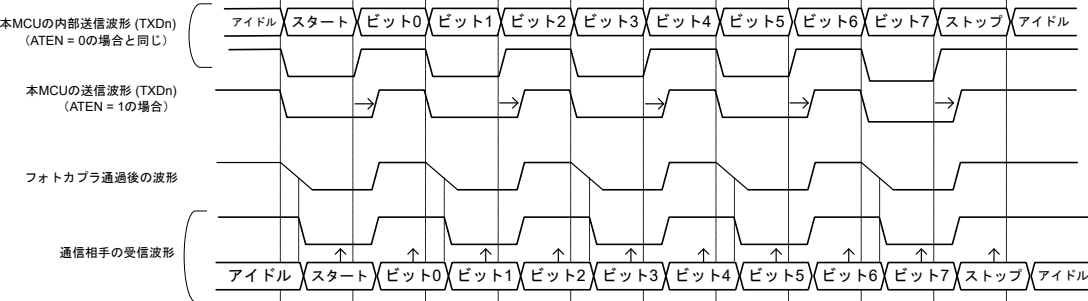 本MCUの内部送信波形 (TXDn)
（ATEN = 0の場合と同じ）
アイドル スタート ビット0 ビット1 ビット2 ビット3 ビット4 ビット5 ビット6 ビット7 ストップ アイドル
本MCUの送信波形 (TXDn)
（ATEN = 1の場合）
フォトカプラ通過後の波形
通信相手の受信波形
アイドル スタート ビット0 ビット1 ビット2 ビット3 ビット4 ビット5 ビット6 ビット7 ストップ アイドル